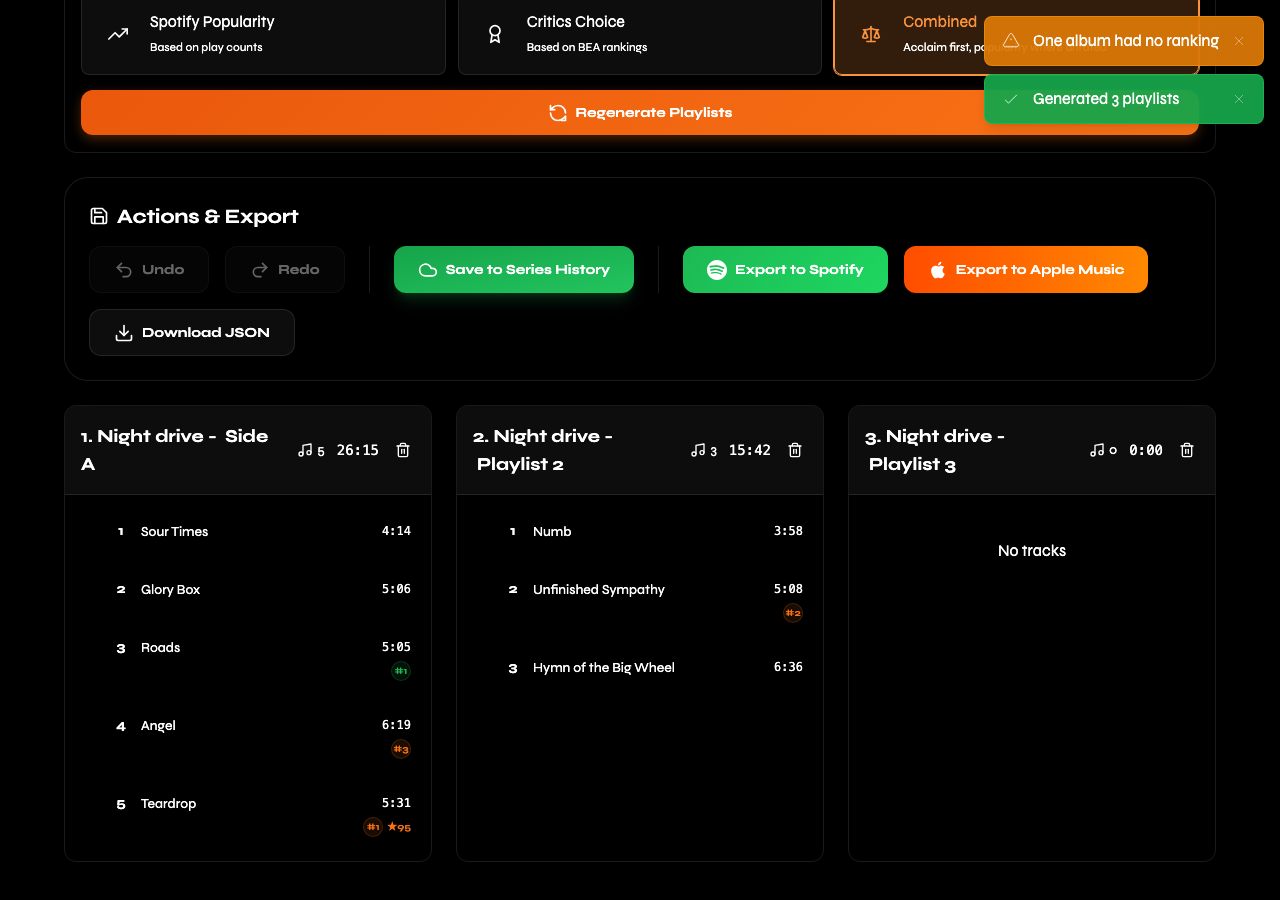 Spotify Popularity
Based on play counts
Critics Choice
Based on BEA rankings
Combined
Acclaim first,
One album had no ranking
Generated 3 playlists
Regenerate Playlists
Actions & Export
Undo
Redo
Save to Series History
Export to Spotify
Export to Apple Music
Download JSON
1. Night drive - Side
A
5 26:15
1 Sour Times 4:14
2 Glory Box 5:06
3 Roads 5:05
#1
4 Angel 6:19
#3
5 Teardrop 5:31
#1 ★95
2. Night drive -
Playlist 2
3 15:42
1 Numb 3:58
2 Unfinished Sympathy 5:08
#2
3 Hymn of the Big Wheel 6:36
3. Night drive -
Playlist 3
0 0:00
No tracks